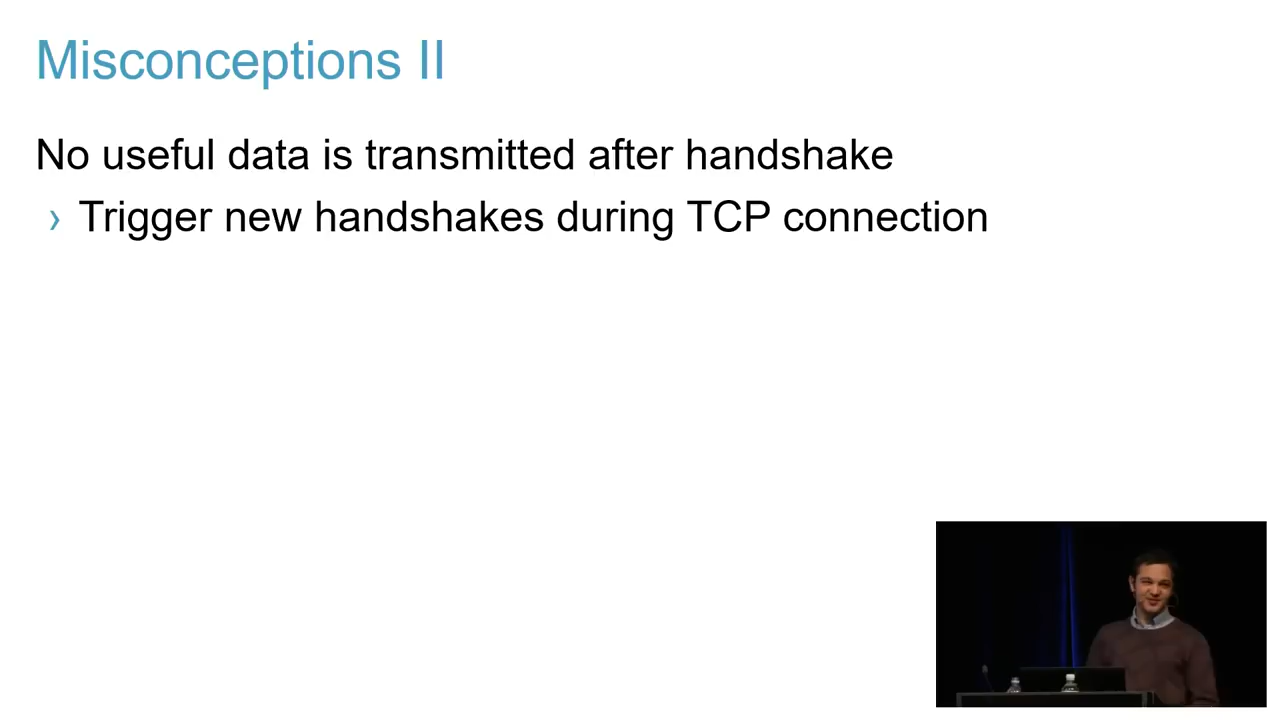 Misconceptions II
No useful data is transmitted after handshake
› Trigger new handshakes during TCP connection